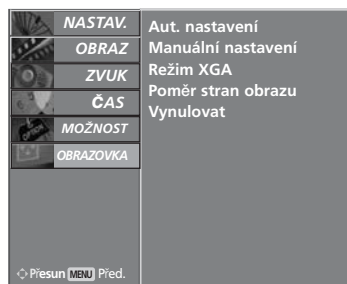 NASTAV.
OBRAZ
ZVUK
ČAS
MOŽNOST
OBRAZOVKA
Přesun MENU Před.
Aut. nastavení
Manuální nastavení
Režim XGA
Poměr stran obrazu
Vynulovat